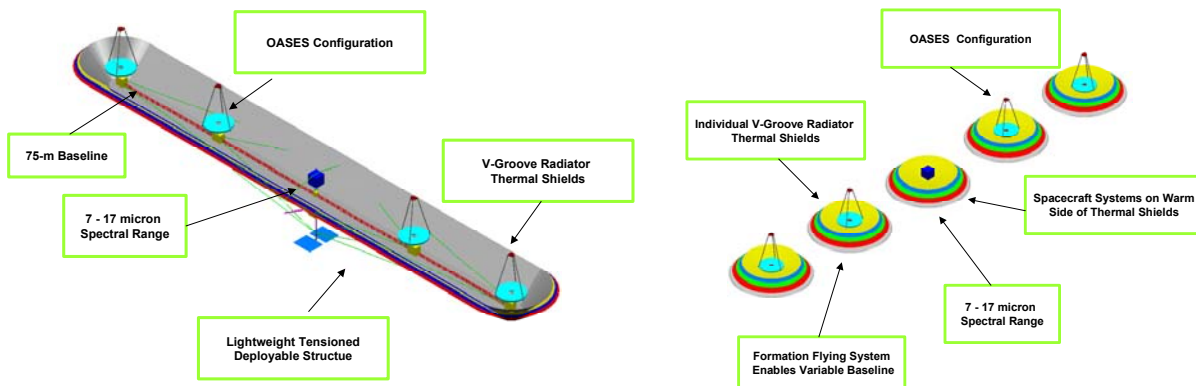 OASES Configuration
75-m Baseline
V-Groove Radiator
Thermal Shields
7 - 17 micron
Spectral Range
Lightweight Tensioned
Deployable Structue
OASES Configuration
Individual V-Groove Radiator
Thermal Shields
Spacecraft Systems on Warm
Side of Thermal Shields
7 - 17 micron
Spectral Range
Formation Flying System
Enables Variable Baseline